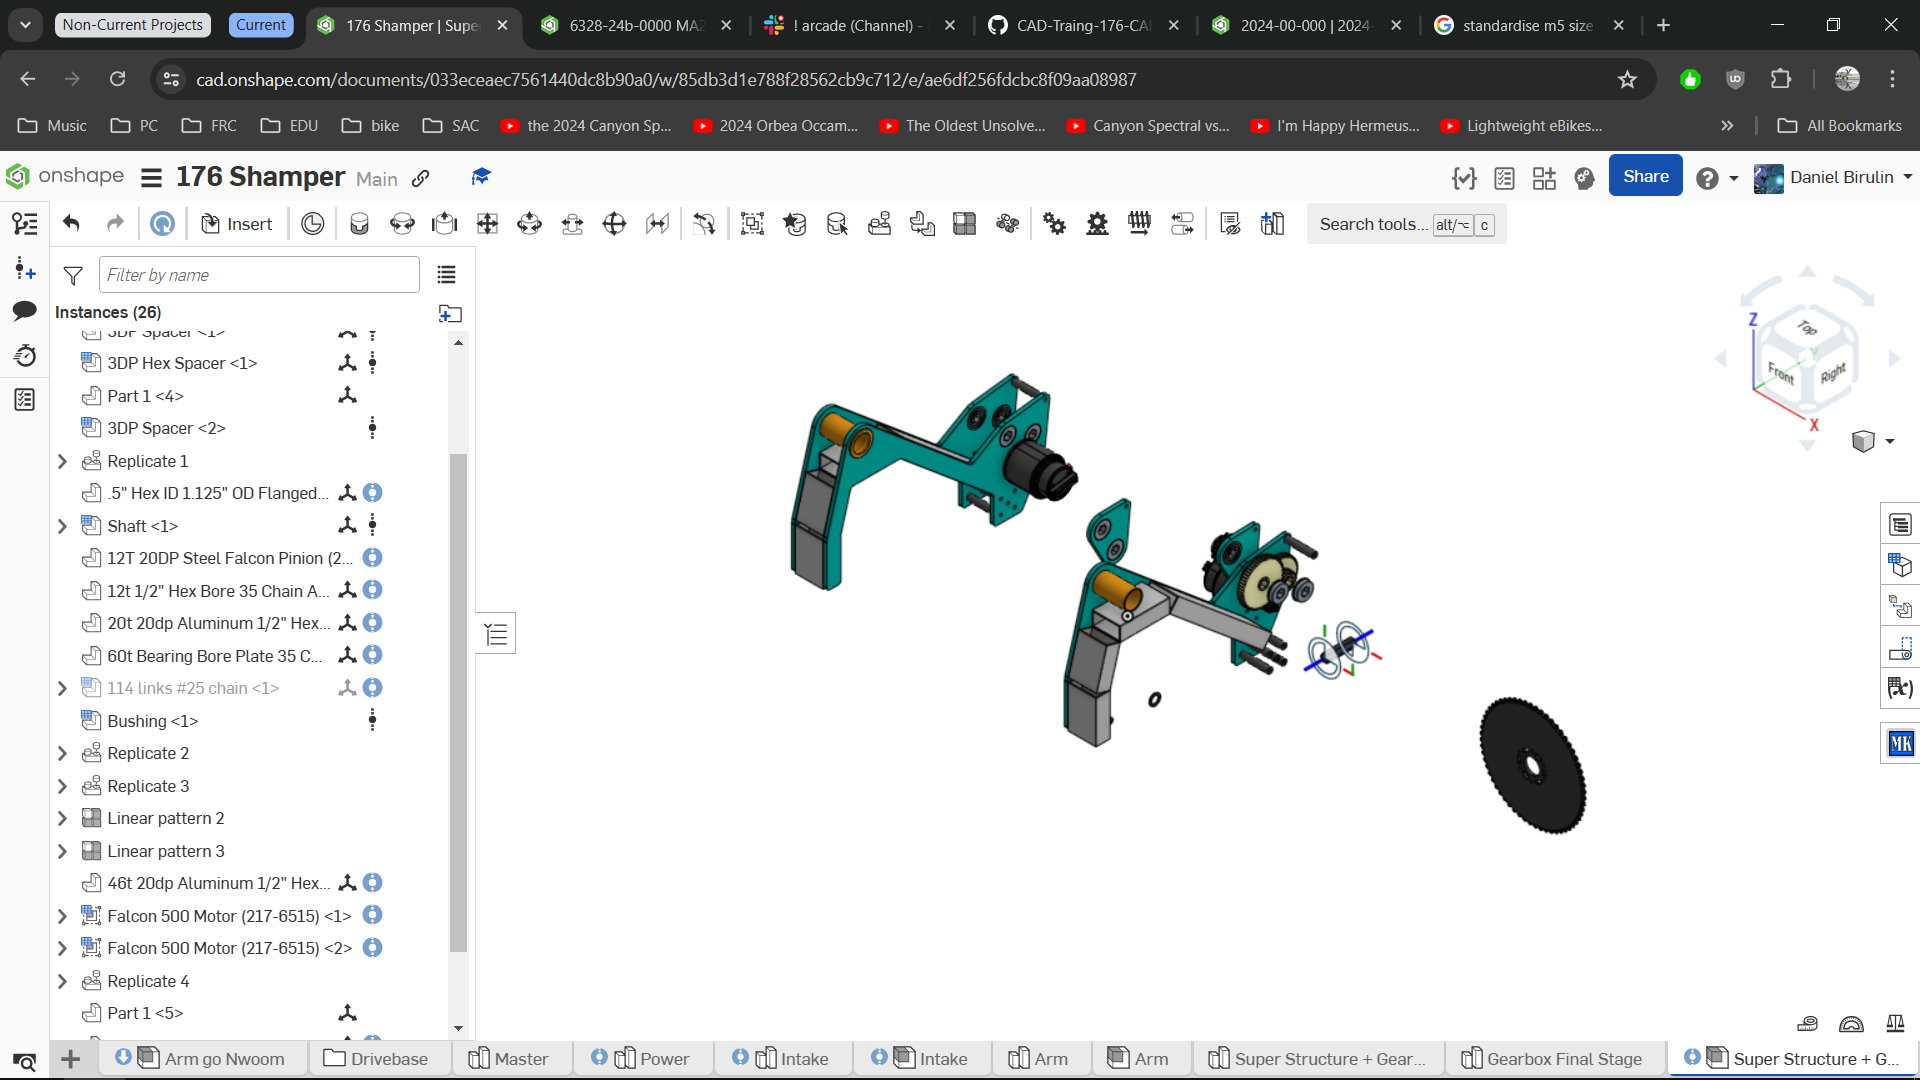 Non-Current Projects
Current
176 Shamper | Supe
6328-24b-0000 MA2
! arcade (Channel) -
CAD-Traing-176-CA
2024-00-000 | 2024-
standardise m5 size
cad.onshape.com/documents/033eceaec7561440dc8b90a0/w/85db3d1e788f28562cb9c712/e/ae6df256fdcbc8f09aa08987
Music
PC
FRC
EDU
bike
SAC
the 2024 Canyon Sp...
2024 Orbea Occam...
The Oldest Unsolve...
Canyon Spectral vs...
I'm Happy Hermeus...
Lightweight eBikes...
All Bookmarks
onshape
176 Shamper
Main
Share
Daniel Birulin
Insert
Search tools... alt/⌥ c
Filter by name
Instances (26)
3DP Spacer <1>
3DP Hex Spacer <1>
Part 1 <4>
3DP Spacer <2>
Replicate 1
.5" Hex ID 1.125" OD Flanged...
Shaft <1>
12T 20DP Steel Falcon Pinion (2...
12t 1/2" Hex Bore 35 Chain A...
20t 20dp Aluminum 1/2" Hex...
60t Bearing Bore Plate 35 C...
114 links #25 chain <1>
Bushing <1>
Replicate 2
Replicate 3
Linear pattern 2
Linear pattern 3
46t 20dp Aluminum 1/2" Hex...
Falcon 500 Motor (217-6515) <1>
Falcon 500 Motor (217-6515) <2>
Replicate 4
Part 1 <5>
Z
Top
Y
Front
Right
X
(x)
MK
Arm go Nwoom
Drivebase
Master
Power
Intake
Intake
Arm
Arm
Super Structure + Gear...
Gearbox Final Stage
Super Structure + G...